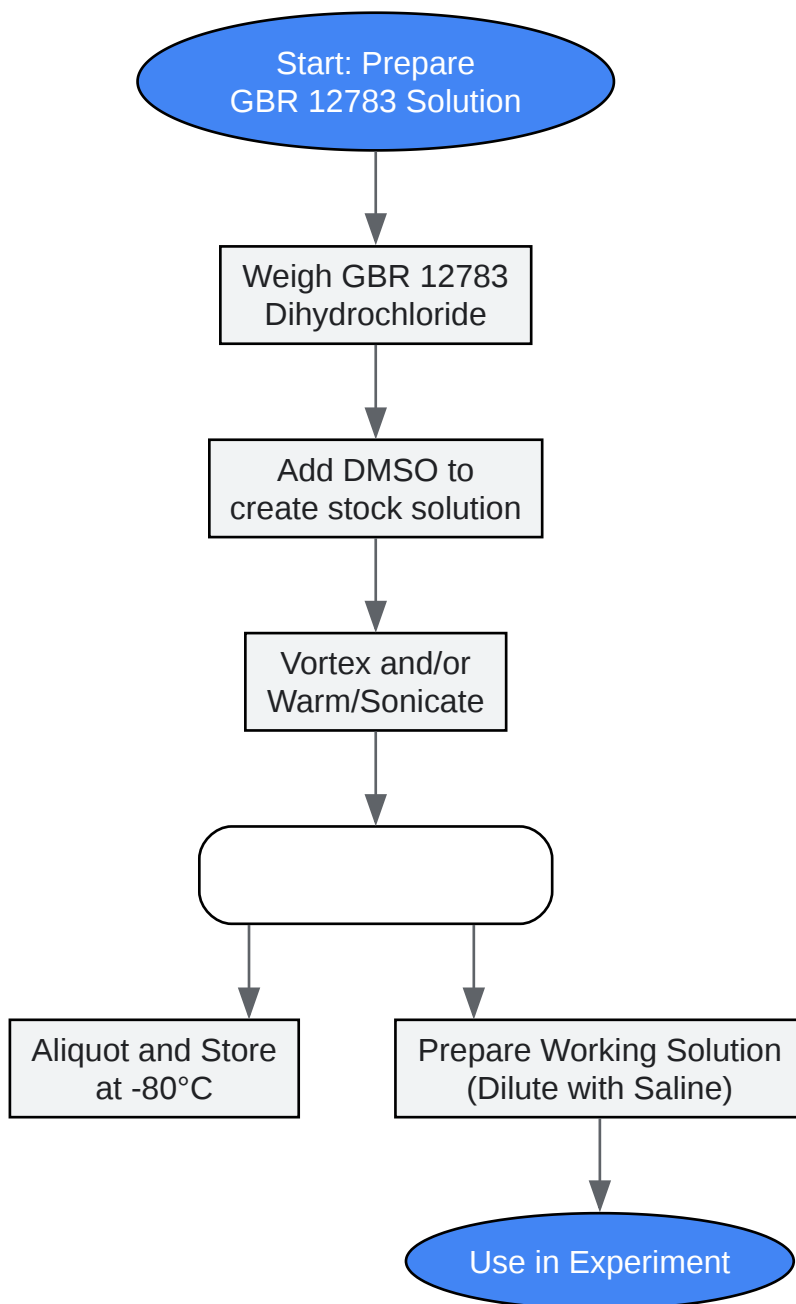 Start: Prepare
GBR 12783 Solution
Weigh GBR 12783
Dihydrochloride
Add DMSO to
create stock solution
Vortex and/or
Warm/Sonicate
Aliquot and Store
at -80°C
Prepare Working Solution
(Dilute with Saline)
Use in Experiment